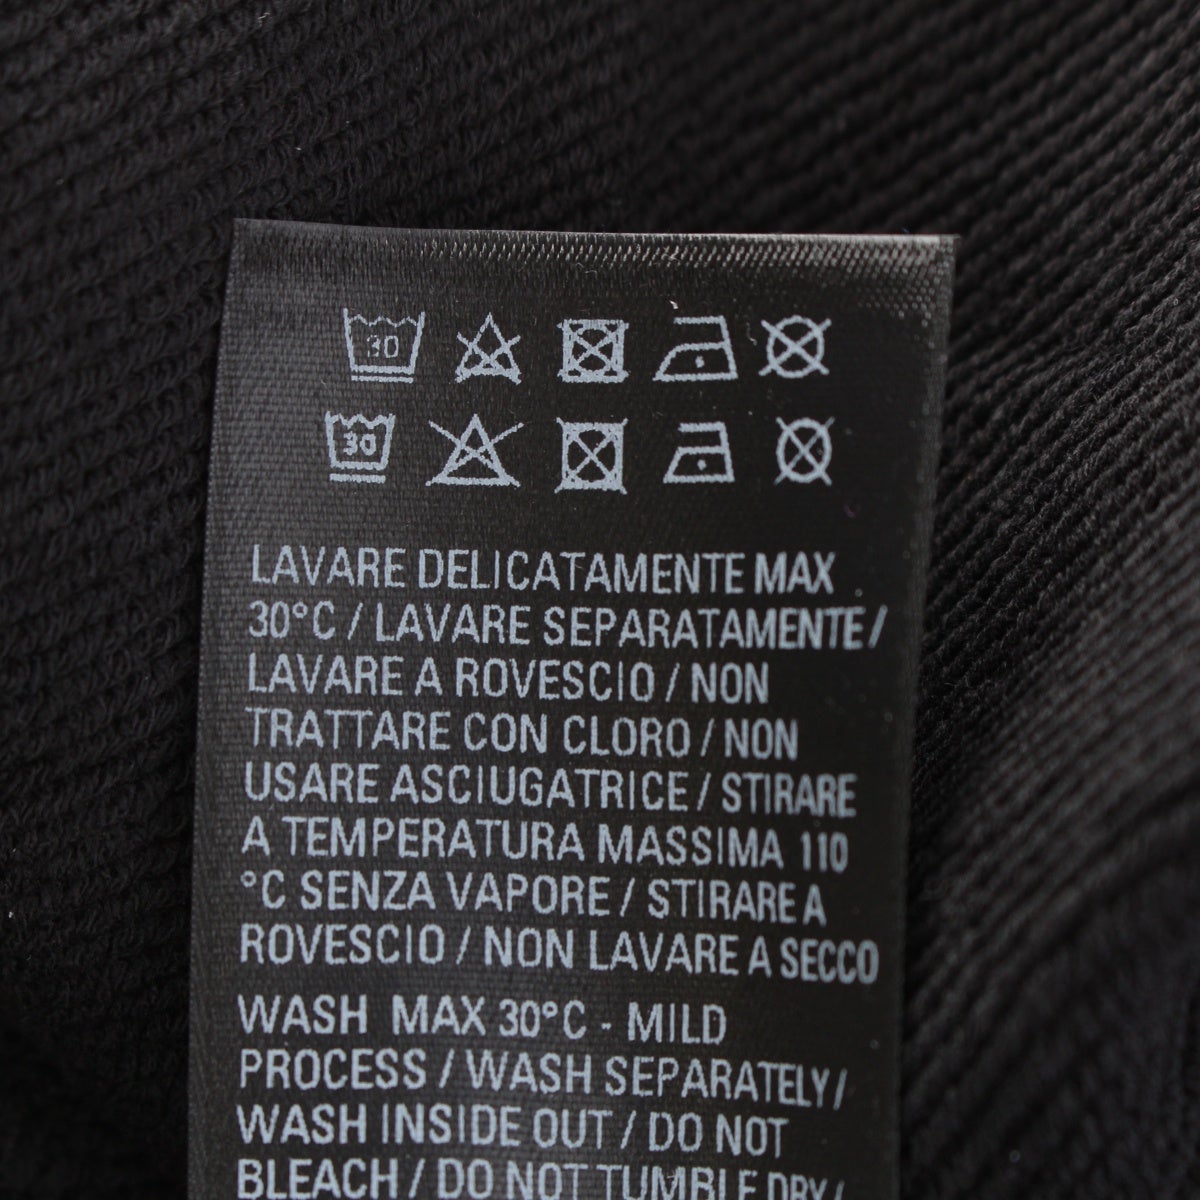 30
30
LAVARE DELICATAMENTE MAX
30°C / LAVARE SEPARATAMENTE /
LAVARE A ROVESCIO / NON
TRATTARE CON CLORO / NON
USARE ASCIUGATRICE / STIRARE
A TEMPERATURA MASSIMA 110
°C SENZA VAPORE / STIRARE A
ROVESCIO / NON LAVARE A SECCO
WASH MAX 30°C - MILD
PROCESS / WASH SEPARATELY /
WASH INSIDE OUT / DO NOT
BLEACH / DO NOT TUMBLE DRY /